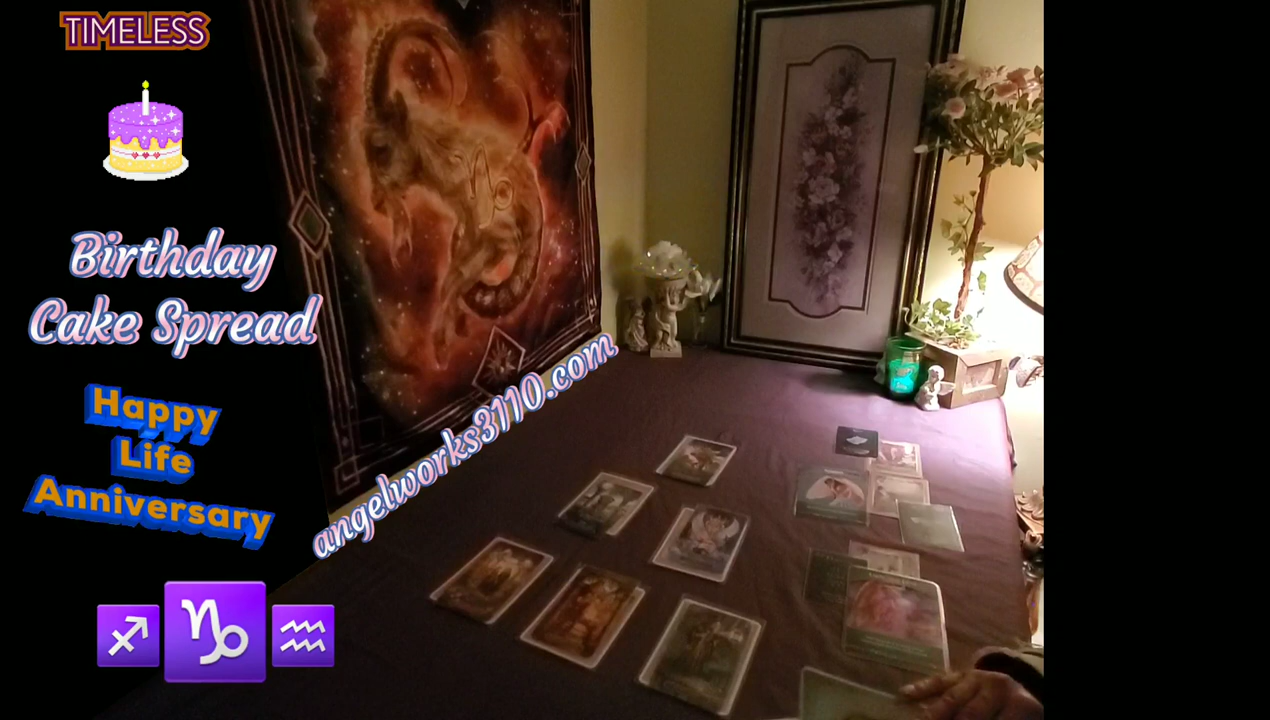 TIMELESS
Birthday
Cake Spread
Happy
Life
Anniversary
angelworks3110.com